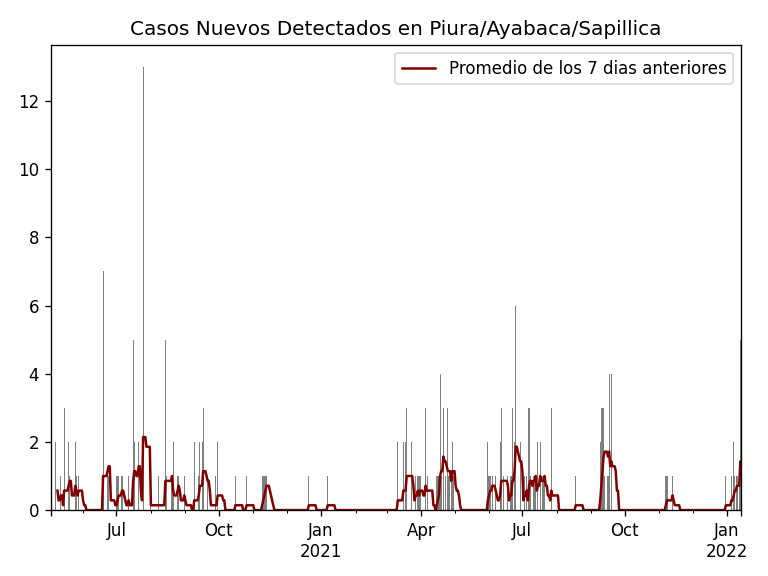 Casos Nuevos Detectados en Piura/Ayabaca/Sapillica
Promedio de los 7 dias anteriores
12
10
8
6
4
2
0
Jul Oct Jan Apr Jul Oct Jan
2021 2022